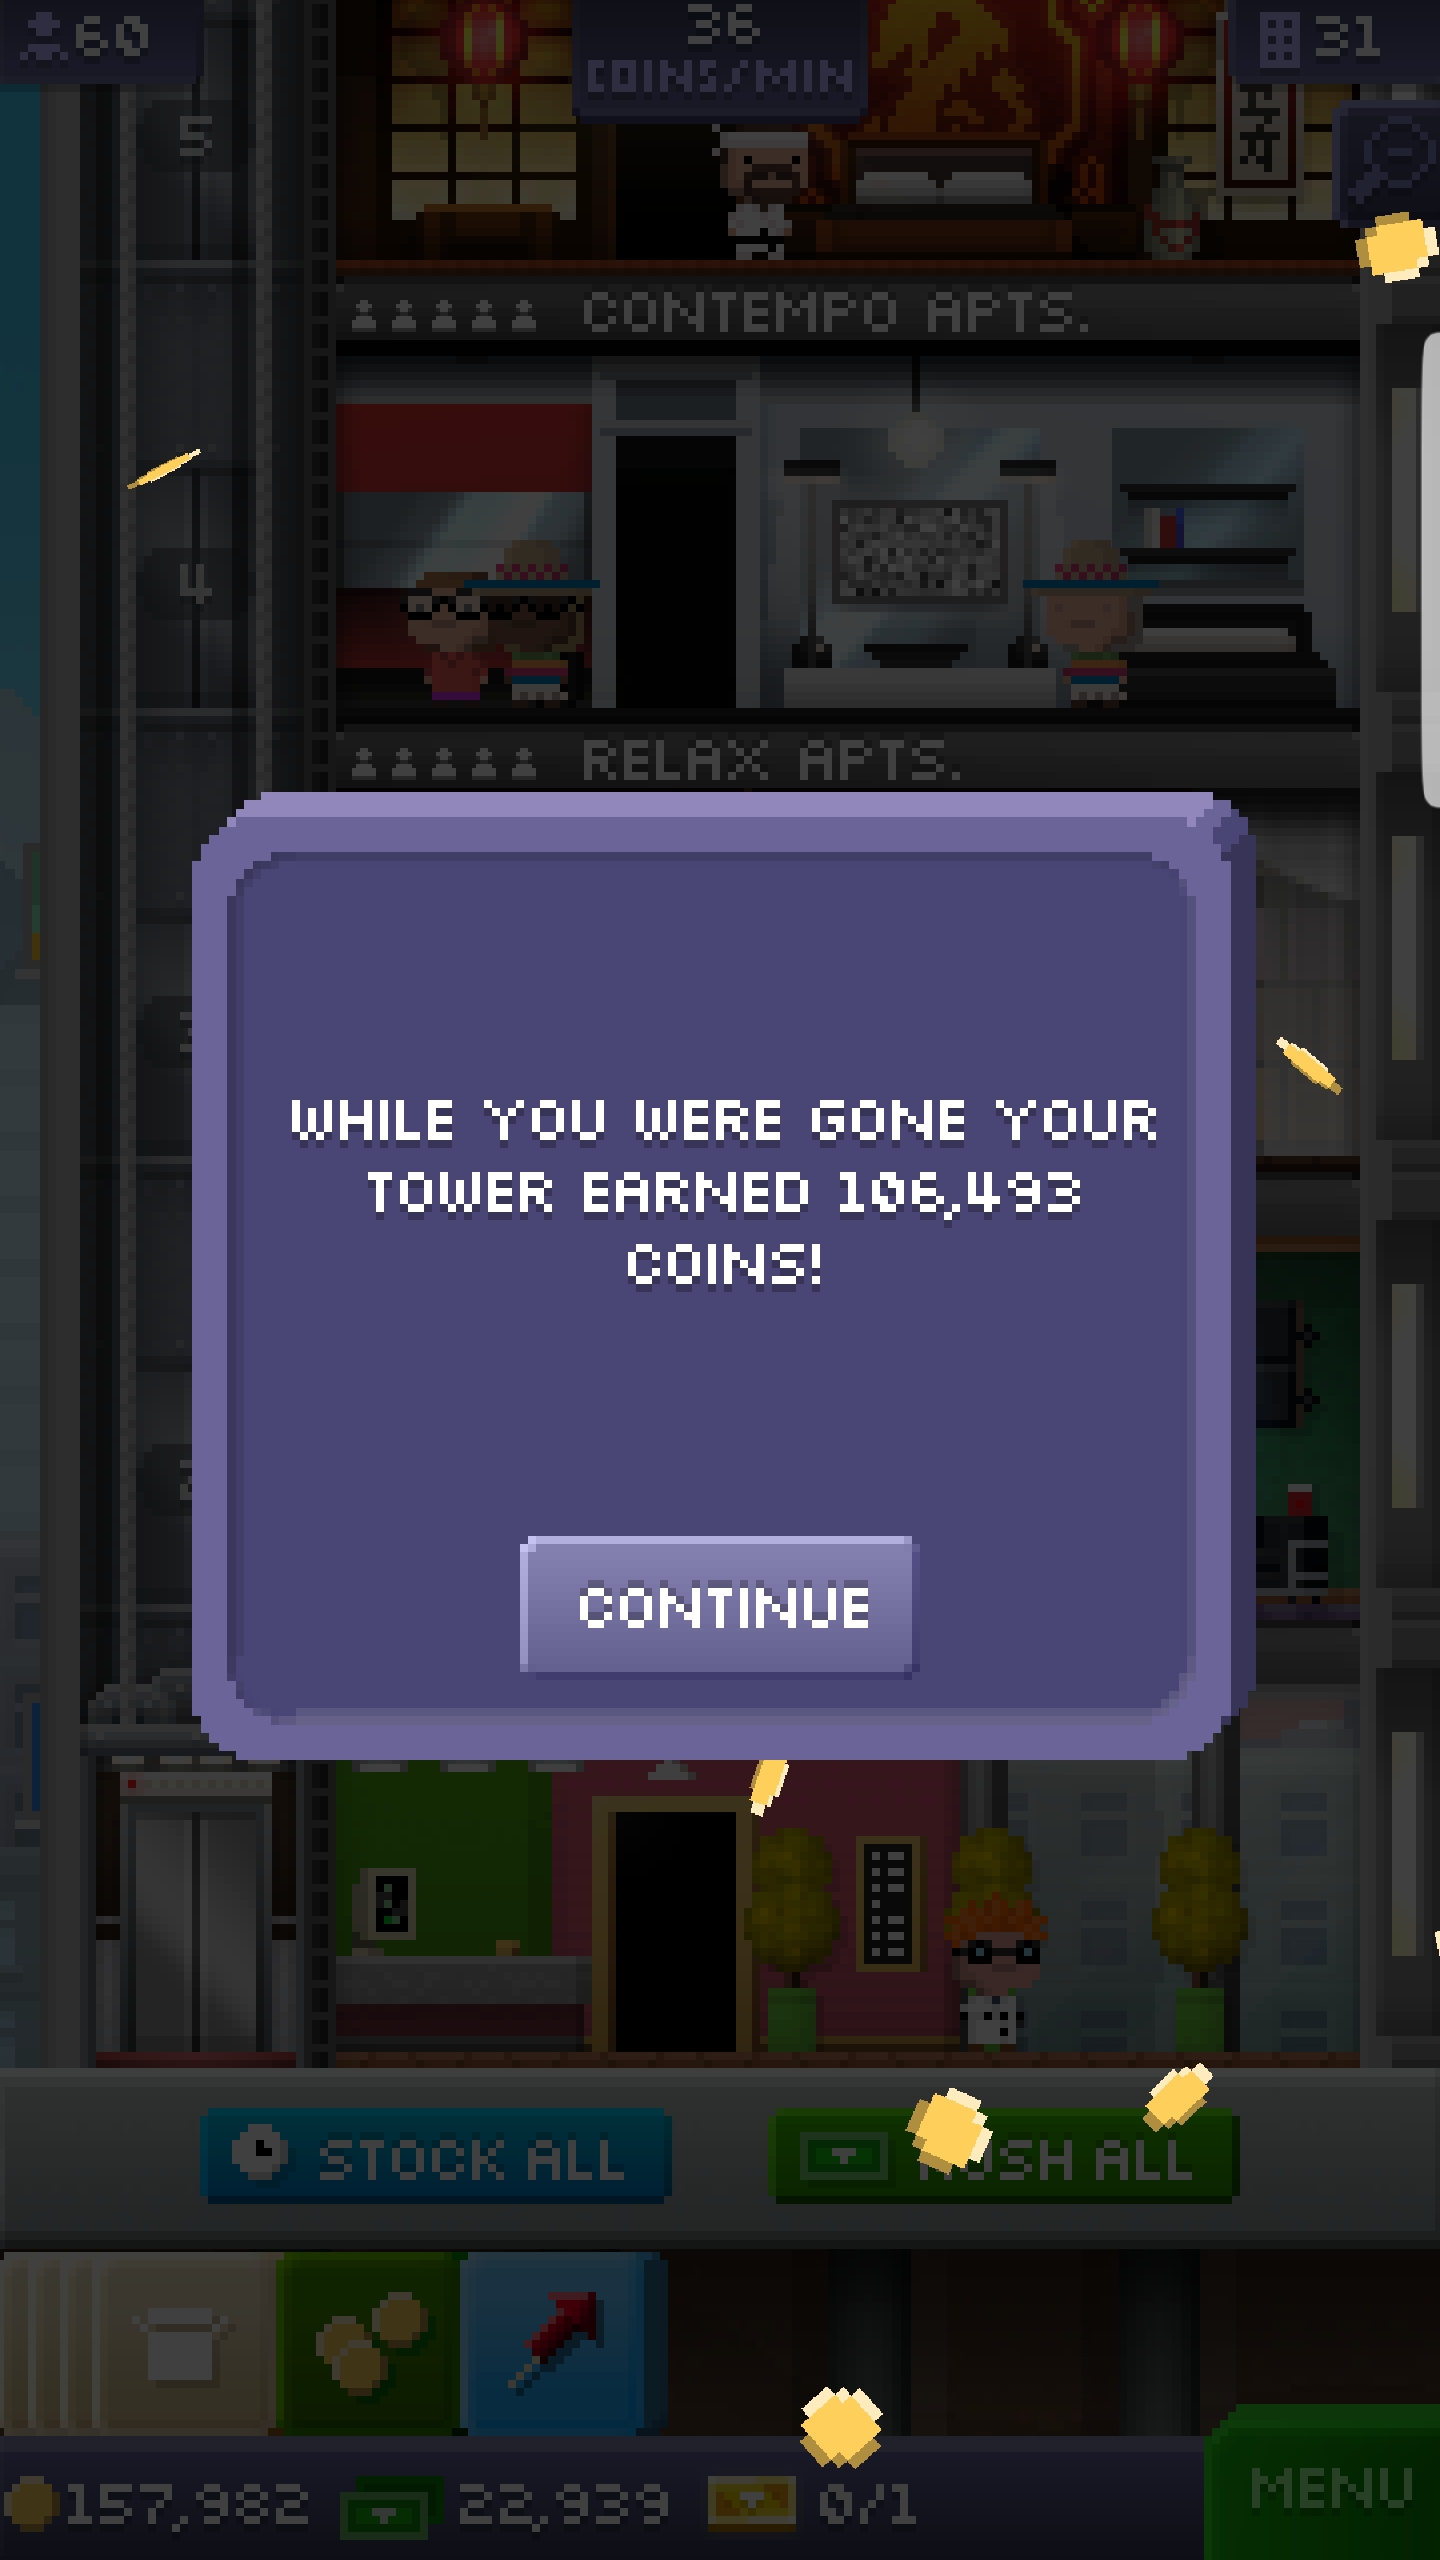 60
36
COINS/MIN
31
5
CONTEMPO APTS.
4
RELAX APTS.
WHILE YOU WERE GONE YOUR
TOWER EARNED 106,493
COINS!
CONTINUE
STOCK ALL
ALL
157,982
22,939
0/1
MENU